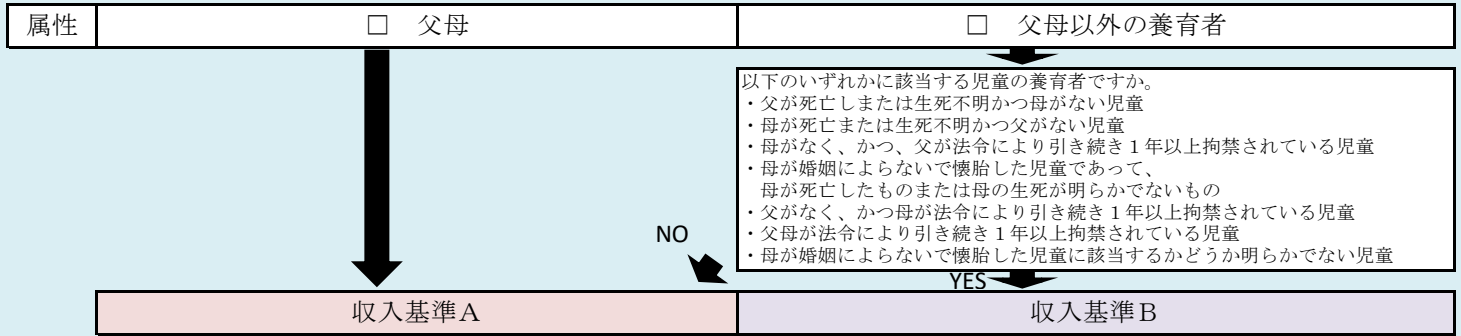 属性 □ 父母 □ 父母以外の養育者
以下のいずれかに該当する児童の養育者ですか。
・父が死亡しまたは生死不明かつ母がない児童
・母が死亡または生死不明かつ父がない児童
・母がなく、かつ、父が法令により引き続き１年以上拘禁されている児童
・母が婚姻によらないで懐胎した児童であって、
母が死亡したものまたは母の生死が明らかでないもの
・父がなく、かつ母が法令により引き続き１年以上拘禁されている児童
・父母が法令により引き続き１年以上拘禁されている児童
・母が婚姻によらないで懐胎した児童に該当するかどうか明らかでない児童
NO
YES
収入基準Ａ 収入基準Ｂ